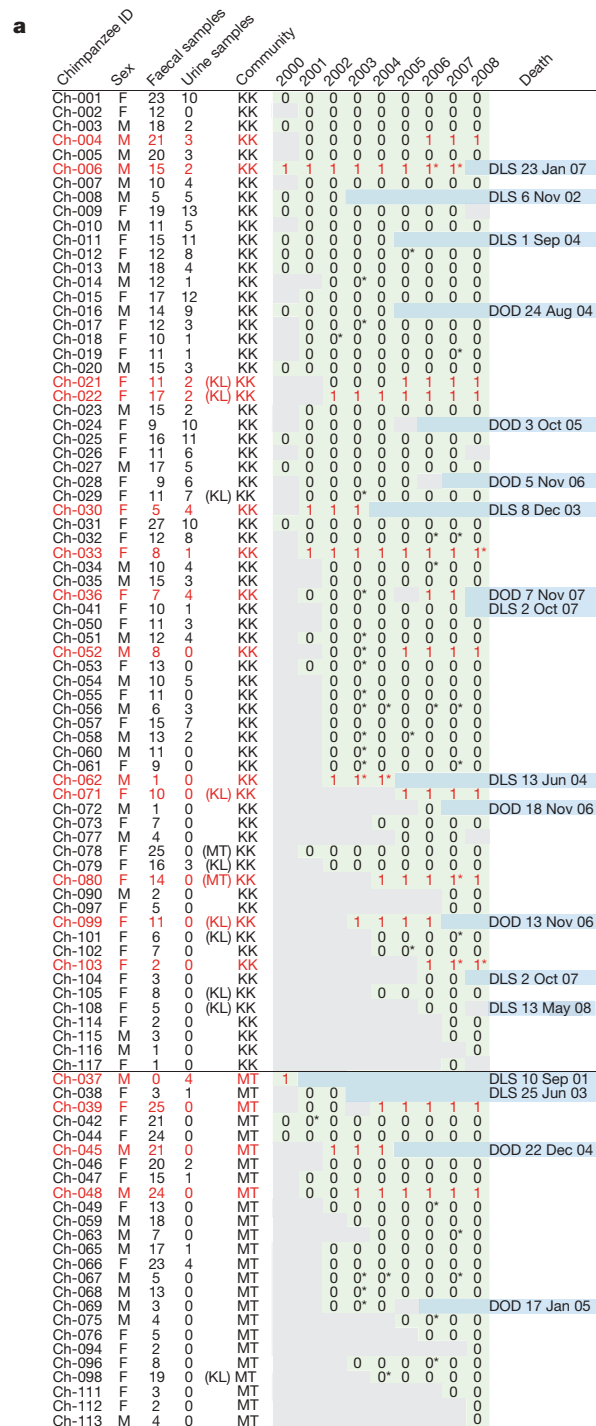 a
Chimpanzee ID Sex Faecal samples Urine samples Community 2000 2001 2002 2003 2004 2005 2006 2007 2008 Death
Ch-001 F 23 10 KK 0 0 0 0 0 0 0 0 0
Ch-002 F 12 0 KK 0 0 0 0 0 0 0 0
Ch-003 M 18 2 KK 0 0 0 0 0 0 0 0 0
Ch-004 M 21 3 KK 0 0 0 0 0 1 1 1
Ch-005 M 20 3 KK 0 0 0 0 0 0 0 0
Ch-006 M 15 2 KK 1 1 1 1 1 1 1* 1* DLS 23 Jan 07
Ch-007 M 10 4 KK 0 0 0 0 0 0 0 0
Ch-008 M 5 5 KK 0 0 0 DLS 6 Nov 02
Ch-009 F 19 13 KK 0 0 0 0 0 0 0 0
Ch-010 M 11 5 KK 0 0 0 0 0 0 0 0
Ch-011 F 15 11 KK 0 0 0 0 0 DLS 1 Sep 04
Ch-012 F 12 8 KK 0 0 0 0 0 0* 0 0 0
Ch-013 M 18 4 KK 0 0 0 0 0 0 0 0 0
Ch-014 M 12 1 KK 0 0* 0 0 0 0 0
Ch-015 F 17 12 KK 0 0 0 0 0 0 0 0
Ch-016 M 14 9 KK 0 0 0 0 0 DOD 24 Aug 04
Ch-017 F 12 3 KK 0 0 0* 0 0 0 0 0
Ch-018 F 10 1 KK 0 0* 0 0 0 0 0 0
Ch-019 F 11 1 KK 0 0 0 0 0 0 0* 0
Ch-020 M 15 3 KK 0 0 0 0 0 0 0 0 0
Ch-021 F 11 2 (KL) KK 0 0 0 1 1 1 1
Ch-022 F 17 2 (KL) KK 1 1 1 1 1 1 1
Ch-023 M 15 2 KK 0 0 0 0 0 0 0 0
Ch-024 F 9 10 KK 0 0 0 0 0 DOD 3 Oct 05
Ch-025 F 16 11 KK 0 0 0 0 0 0 0 0 0
Ch-026 F 11 6 KK 0 0 0 0 0 0 0 0
Ch-027 M 17 5 KK 0 0 0 0 0 0 0 0 0
Ch-028 F 9 6 KK 0 0 0 0 0 DOD 5 Nov 06
Ch-029 F 11 7 (KL) KK 0 0 0* 0 0 0 0 0
Ch-030 F 5 4 KK 1 1 1 DLS 8 Dec 03
Ch-031 F 27 10 KK 0 0 0 0 0 0 0 0 0
Ch-032 F 12 8 KK 0 0 0 0 0 0* 0* 0
Ch-033 F 8 1 KK 1 1 1 1 1 1 1 1*
Ch-034 M 10 4 KK 0 0 0 0 0 0* 0 0
Ch-035 M 15 3 KK 0 0 0 0 0 0 0 0
Ch-036 F 7 4 KK 0 0 0* 0 1 1 DOD 7 Nov 07
Ch-041 F 10 1 KK 0 0 0 0 0 0 DLS 2 Oct 07
Ch-050 F 11 3 KK 0 0 0 0 0 0 0
Ch-051 M 12 4 KK 0 0 0* 0 0 0 0 0
Ch-052 M 8 0 KK 0 0* 0 1 1 1 1
Ch-053 F 13 0 KK 0 0 0* 0 0 0 0 0
Ch-054 M 10 5 KK 0 0 0 0 0 0 0
Ch-055 F 11 0 KK 0 0* 0 0 0 0 0
Ch-056 M 6 3 KK 0 0* 0* 0 0* 0* 0
Ch-057 F 15 7 KK 0 0 0 0 0 0 0
Ch-058 M 13 2 KK 0 0* 0 0* 0 0 0
Ch-060 M 11 0 KK 0 0* 0 0 0 0 0
Ch-061 F 9 0 KK 0 0* 0 0 0 0* 0
Ch-062 M 1 0 KK 1 1* 1* DLS 13 Jun 04
Ch-071 F 10 0 (KL) KK 1 1 1 1
Ch-072 M 1 0 KK 0 DOD 18 Nov 06
Ch-073 F 7 0 KK 0 0 0 0 0
Ch-077 M 4 0 KK 0 0 0
Ch-078 F 25 0 (MT) KK 0 0 0 0 0 0 0 0
Ch-079 F 16 3 (KL) KK 0 0 0 0 0 0 0
Ch-080 F 14 0 (MT) KK 1 1 1 1* 1
Ch-090 M 2 0 KK 0 0
Ch-097 F 5 0 KK 0 0
Ch-099 F 11 0 (KL) KK 1 1 1 1 DOD 13 Nov 06
Ch-101 F 6 0 (KL) KK 0 0 0 0* 0
Ch-102 F 7 0 KK 0 0* 0 0 0
Ch-103 F 2 0 KK 1 1* 1*
Ch-104 F 3 0 KK 0 0 DLS 2 Oct 07
Ch-105 F 8 0 (KL) KK 0 0 0 0 0
Ch-108 F 5 0 (KL) KK 0 0 DLS 13 May 08
Ch-114 F 2 0 KK 0 0
Ch-115 M 3 0 KK 0 0
Ch-116 M 1 0 KK 0
Ch-117 F 1 0 KK 0
Ch-037 M 0 4 MT 1 DLS 10 Sep 01
Ch-038 F 3 1 MT 0 0 DLS 25 Jun 03
Ch-039 F 25 0 MT 0 0 1 1 1 1 1
Ch-042 F 21 0 MT 0 0* 0 0 0 0 0 0 0
Ch-044 F 24 0 MT 0 0 0 0 0 0 0 0 0
Ch-045 M 21 0 MT 1 1 1 DOD 22 Dec 04
Ch-046 F 20 2 MT 0 0 0 0 0 0 0
Ch-047 F 15 1 MT 0 0 0 0 0 0 0 0
Ch-048 M 24 0 MT 0 0 1 1 1 1 1 1
Ch-049 F 13 0 MT 0 0 0 0 0* 0 0
Ch-059 M 18 0 MT 0 0 0 0 0 0
Ch-063 M 7 0 MT 0 0 0 0* 0
Ch-065 M 17 1 MT 0 0 0 0 0 0 0
Ch-066 F 23 4 MT 0 0 0 0 0 0 0
Ch-067 M 5 0 MT 0 0* 0* 0 0 0* 0
Ch-068 M 13 0 MT 0 0* 0 0 0 0 0
Ch-069 M 3 0 MT 0 0* 0 DOD 17 Jan 05
Ch-075 M 4 0 MT 0 0* 0 0
Ch-076 F 5 0 MT 0 0 0
Ch-094 F 2 0 MT 0
Ch-096 F 8 0 MT 0 0 0 0* 0 0
Ch-098 F 19 0 (KL) MT 0* 0 0 0 0
Ch-111 F 3 0 MT 0 0
Ch-112 F 2 0 MT 0
Ch-113 M 4 0 MT 0